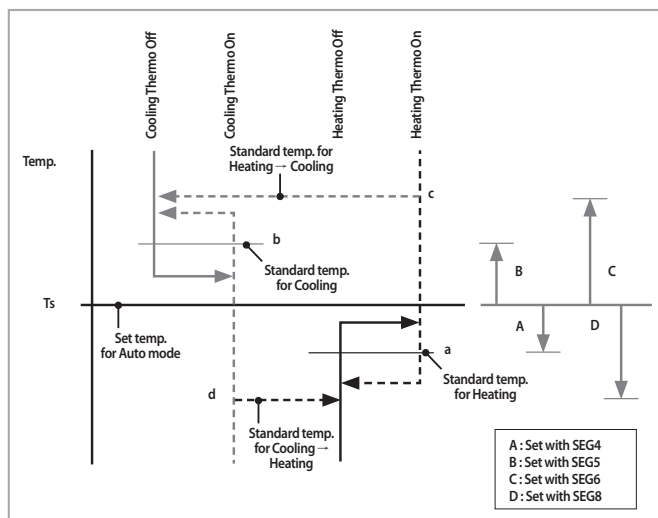 Cooling Thermo Off
Cooling Thermo On
Heating Thermo Off
Heating Thermo On
Temp.
Standard temp. for
Heating → Cooling
c
b
Standard temp.
for Cooling
B
C
Ts
Set temp.
for Auto mode
A
D
a
Standard temp.
for Heating
d
Standard temp.
for Cooling →
Heating
A : Set with SEG4
B : Set with SEG5
C : Set with SEG6
D : Set with SEG8